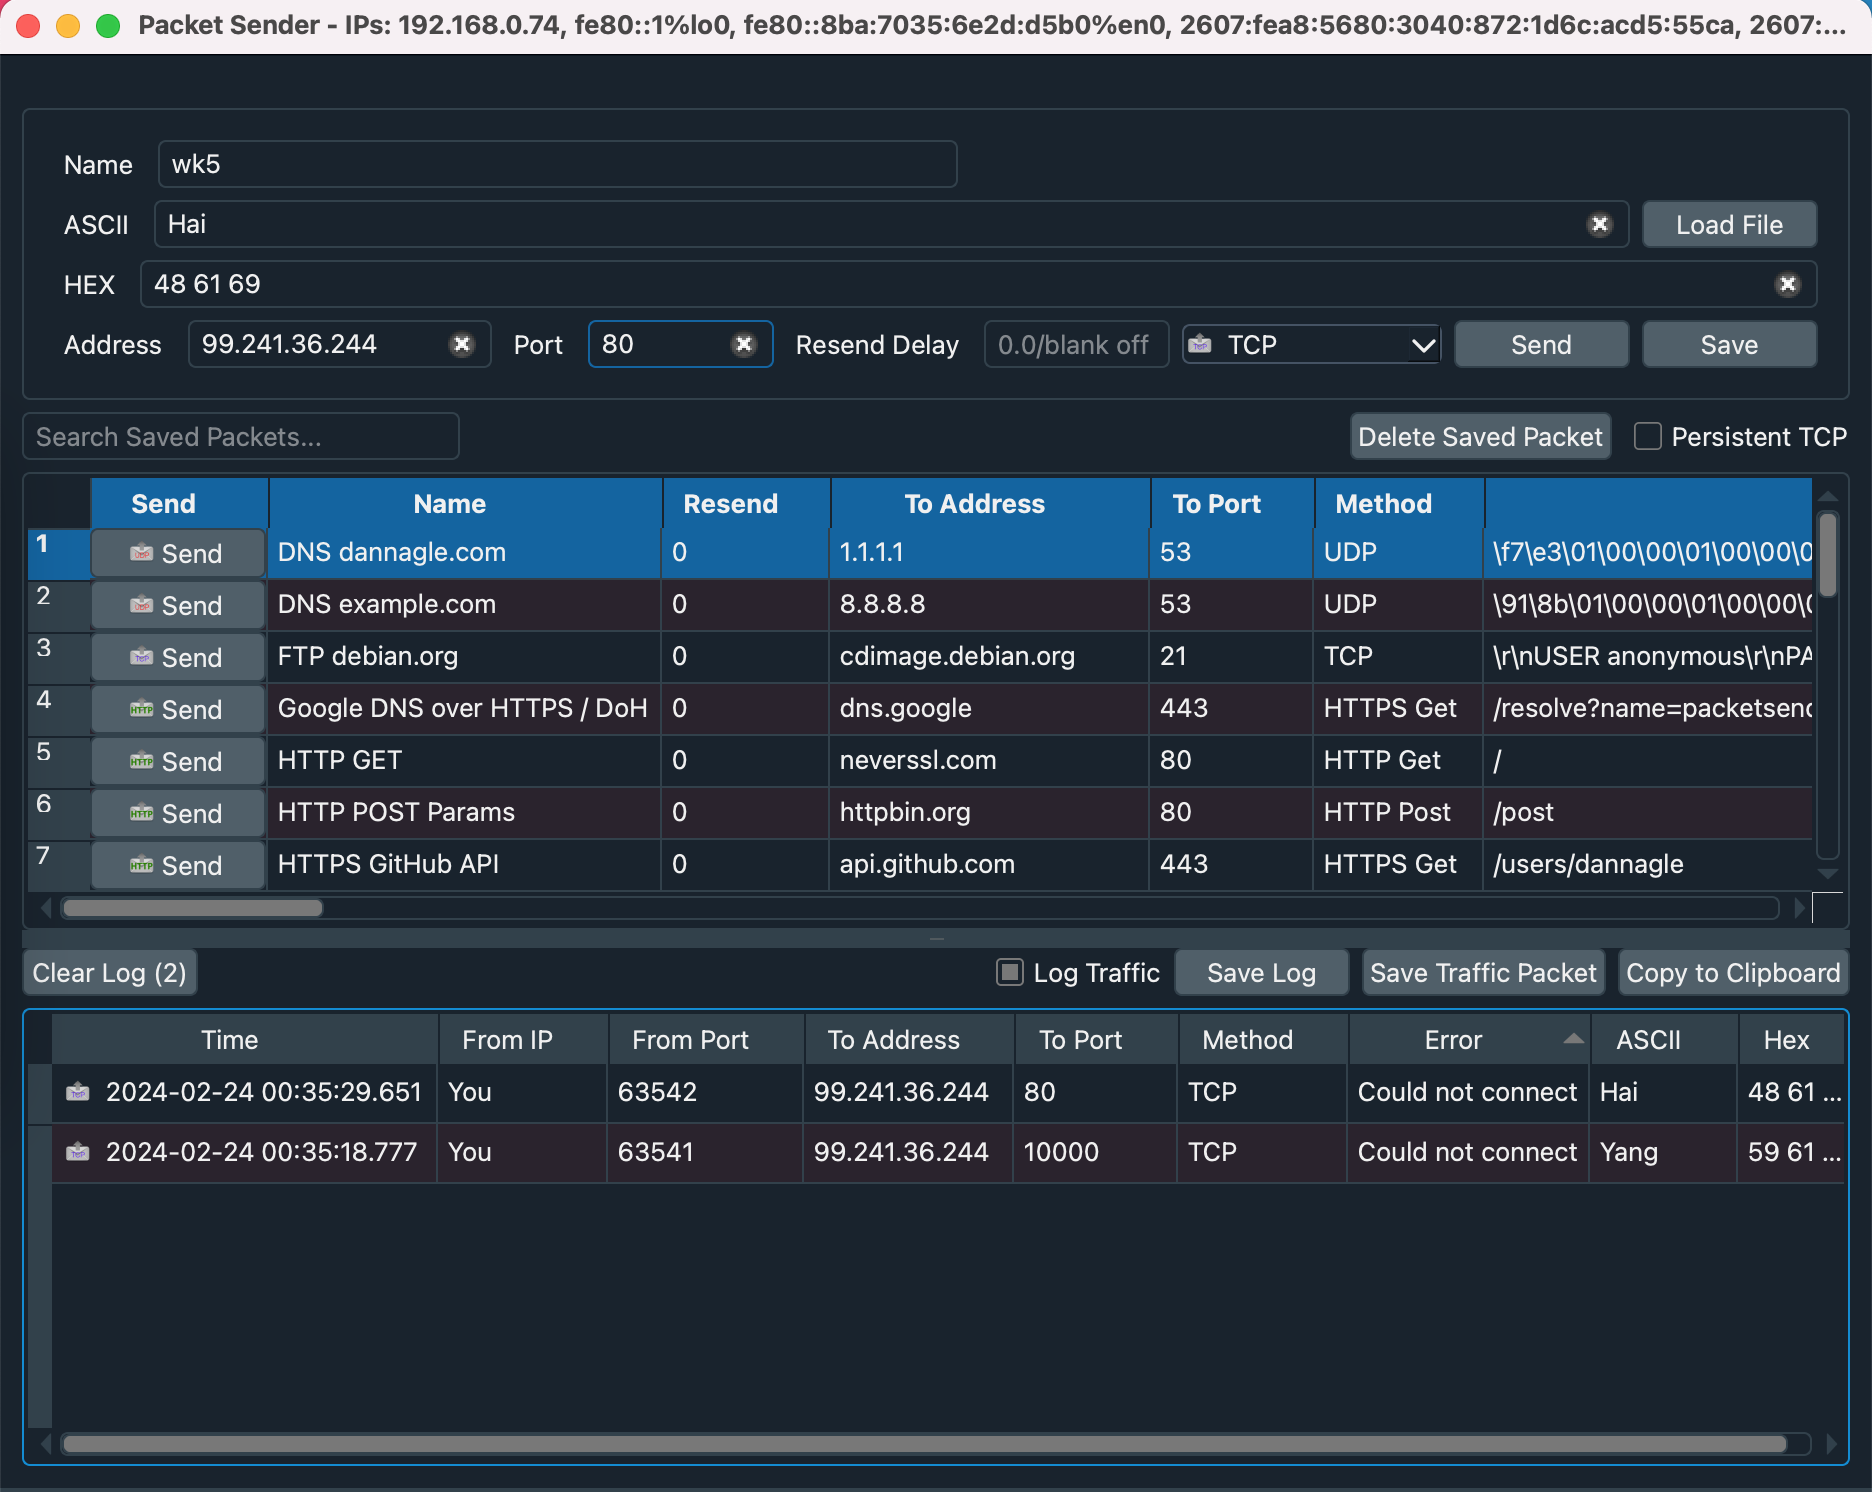 Packet Sender - IPs: 192.168.0.74, fe80::1%lo0, fe80::8ba:7035:6e2d:d5b0%en0, 2607:fea8:5680:3040:872:1d6c:acd5:55ca, 2607:...
Name wk5
ASCII Hai Load File
HEX 48 61 69
Address 99.241.36.244 Port 80 Resend Delay 0.0/blank off TCP Send Save
Search Saved Packets... Delete Saved Packet Persistent TCP
Send Name Resend To Address To Port Method
1 UDP Send DNS dannagle.com 0 1.1.1.1 53 UDP \f7\e3\01\00\00\01\00\00\0
2 UDP Send DNS example.com 0 8.8.8.8 53 UDP \91\8b\01\00\00\01\00\00\0
3 TCP Send FTP debian.org 0 cdimage.debian.org 21 TCP \r\nUSER anonymous\r\nPA
4 HTTP Send Google DNS over HTTPS / DoH 0 dns.google 443 HTTPS Get /resolve?name=packetsend
5 HTTP Send HTTP GET 0 neverssl.com 80 HTTP Get /
6 HTTP Send HTTP POST Params 0 httpbin.org 80 HTTP Post /post
7 HTTP Send HTTPS GitHub API 0 api.github.com 443 HTTPS Get /users/dannagle
Clear Log (2) Log Traffic Save Log Save Traffic Packet Copy to Clipboard
Time From IP From Port To Address To Port Method Error ASCII Hex
TCP 2024-02-24 00:35:29.651 You 63542 99.241.36.244 80 TCP Could not connect Hai 48 61 ...
TCP 2024-02-24 00:35:18.777 You 63541 99.241.36.244 10000 TCP Could not connect Yang 59 61 ...